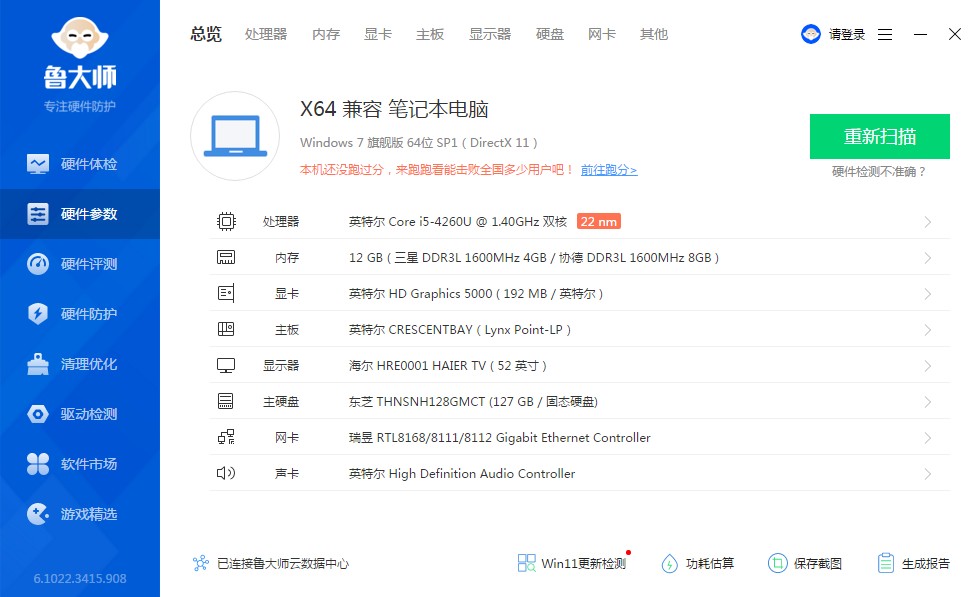 鲁大师
专注硬件防护
硬件体检
硬件参数
硬件评测
硬件防护
清理优化
驱动检测
软件市场
游戏精选
6.1022.3415.908
总览 处理器 内存 显卡 主板 显示器 硬盘 网卡 其他 请登录
X64 兼容 笔记本电脑
Windows 7 旗舰版 64位 SP1 ( DirectX 11 )
本机还没跑过分，来跑跑看能击败全国多少用户吧！ 前往跑分>
重新扫描
硬件检测不准确？
处理器 英特尔 Core i5-4260U @ 1.40GHz 双核 22 nm
内存 12 GB ( 三星 DDR3L 1600MHz 4GB / 协德 DDR3L 1600MHz 8GB )
显卡 英特尔 HD Graphics 5000 ( 192 MB / 英特尔 )
主板 英特尔 CRESCENTBAY ( Lynx Point-LP )
显示器 海尔 HRE0001 HAIER TV ( 52 英寸 )
主硬盘 东芝 THNSNH128GMCT (127 GB / 固态硬盘)
网卡 瑞昱 RTL8168/8111/8112 Gigabit Ethernet Controller
声卡 英特尔 High Definition Audio Controller
已连接鲁大师云数据中心 Win11更新检测 功耗估算 保存截图 生成报告